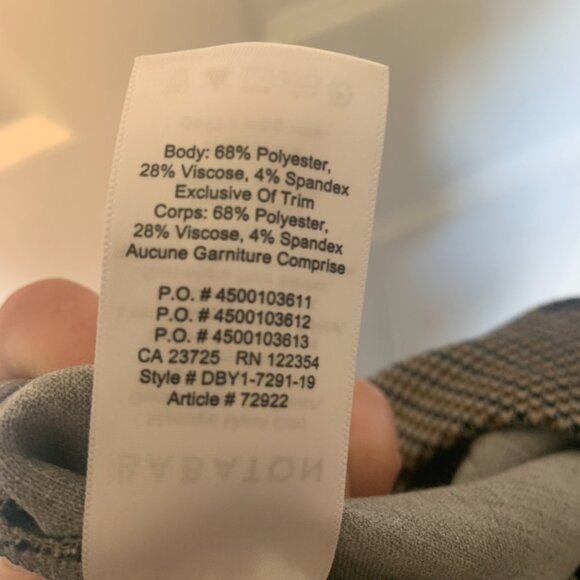 Body: 68% Polyester,
28% Viscose, 4% Spandex
Exclusive Of Trim
Corps: 68% Polyester,
28% Viscose, 4% Spandex
Aucune Garniture Comprise
P.O. # 4500103611
P.O. # 4500103612
P.O. # 4500103613
CA 23725 RN 122354
Style # DBY1-7291-19
Article # 72922
BABATON